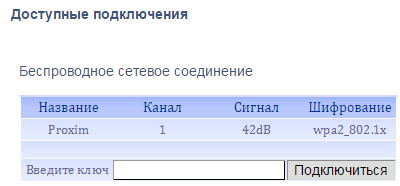 Доступные подключения
Беспроводное сетевое соединение
Название Канал Сигнал Шифрование
Proxim 1 42dB wpa2_802.1x
Введите ключ Подключиться